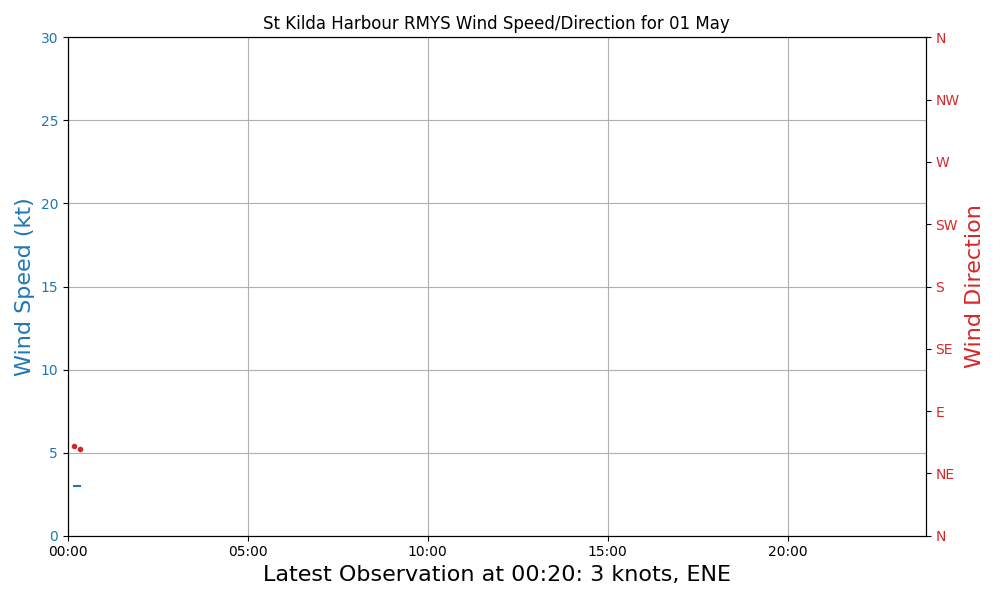 St Kilda Harbour RMYS Wind Speed/Direction for 01 May
30
25
20
15
10
5
0
Wind Speed (kt)
N
NW
W
SW
S
SE
E
NE
N
Wind Direction
00:00
05:00
10:00
15:00
20:00
Latest Observation at 00:20: 3 knots, ENE